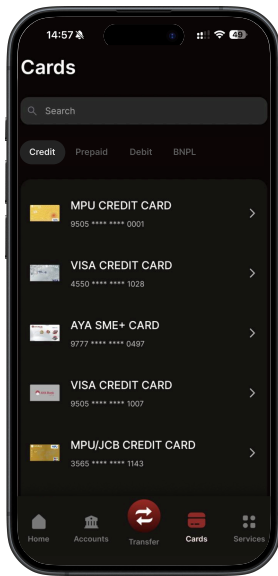 14:57
49
Cards
Search
Credit Prepaid Debit BNPL
MPU CREDIT CARD
9505 **** **** 0001
VISA CREDIT CARD
4550 **** **** 1028
AYA SME+ CARD
9777 **** **** 0497
VISA CREDIT CARD
9505 **** **** 1007
MPU/JCB CREDIT CARD
3565 **** **** 1143
Home Accounts Transfer Cards Services